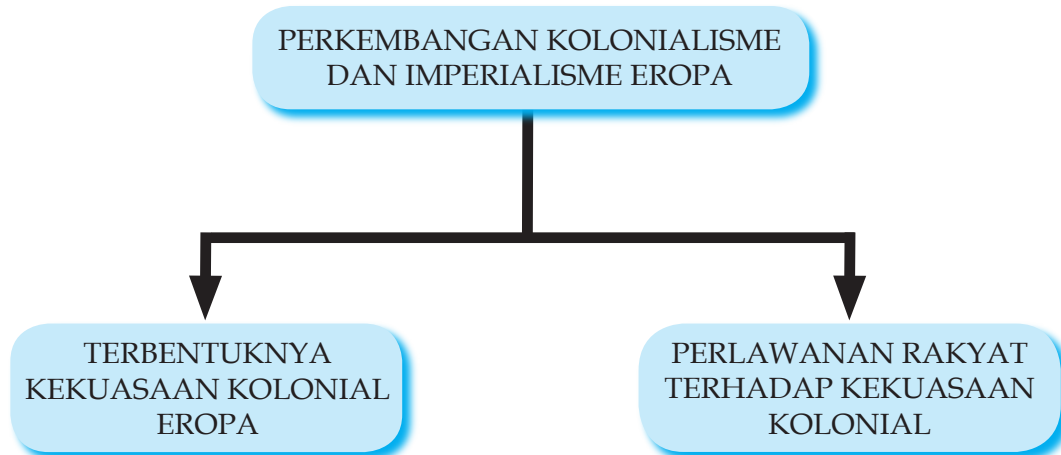 PERKEMBANGAN KOLONIALISME
DAN IMPERIALISME EROPA
TERBENTUKNYA
KEKUASAAN KOLONIAL
EROPA
PERLAWANAN RAKYAT
TERHADAP KEKUASAAN
KOLONIAL